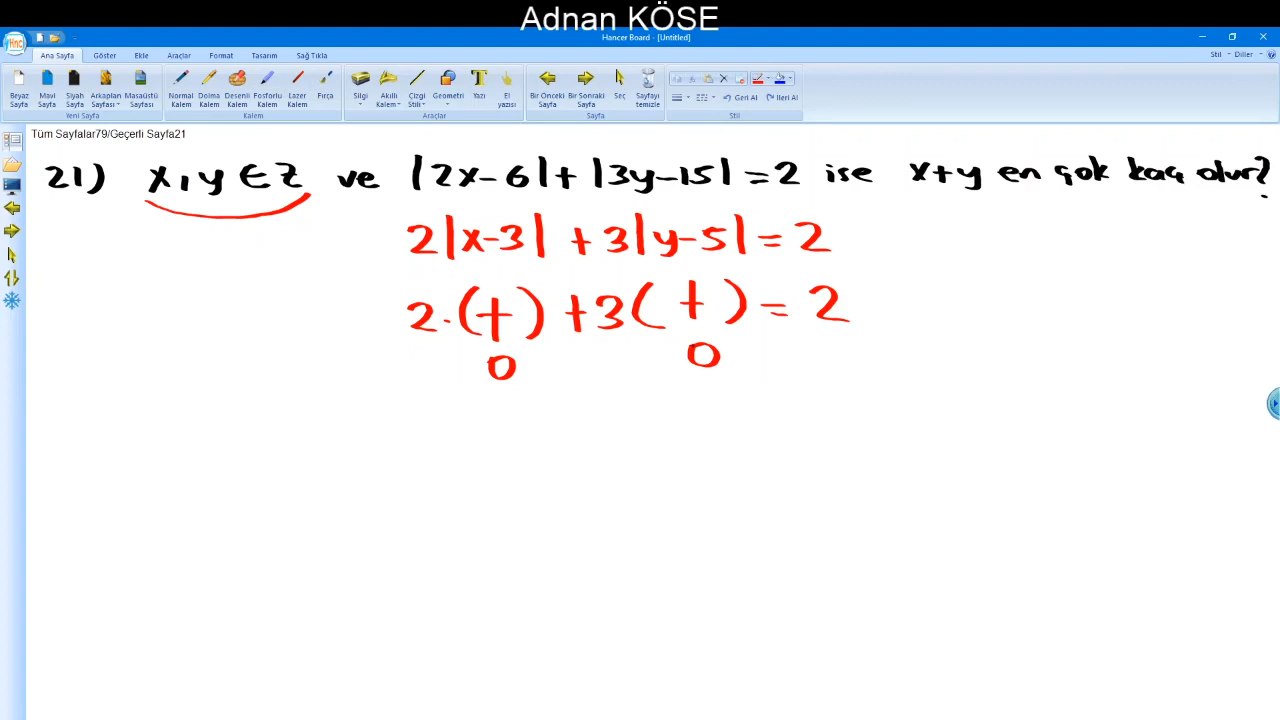 Adnan KÖSE
Hancer Board - [Untitled]
Hnc
Ana Sayfa Göster Ekle Araçlar Format Tasarım Sağ Tıkla Stil Diller
Beyaz Sayfa Mavi Sayfa Siyah Sayfa Arkaplan Sayfası Masaüstü Sayfası Normal Kalem Dolma Kalem Desenli Kalem Fosforlu Kalem Lazer Kalem Fırça Silgi Akıllı Kalem Çizgi Stili Geometri Yazı El yazısı Bir Önceki Sayfa Bir Sonraki Sayfa Seç Sayfayı temizle Geri Al İleri Al
Yeni Sayfa Kalem Araçlar Sayfa Stil
Tüm Sayfalar79/Geçerli Sayfa21
21) x,y ∈ Z ve |2x-6|+|3y-15|=2 ise x+y en çok kaç olur?
2|x-3| + 3|y-5| = 2
2.(+) +3(+) = 2
0 0